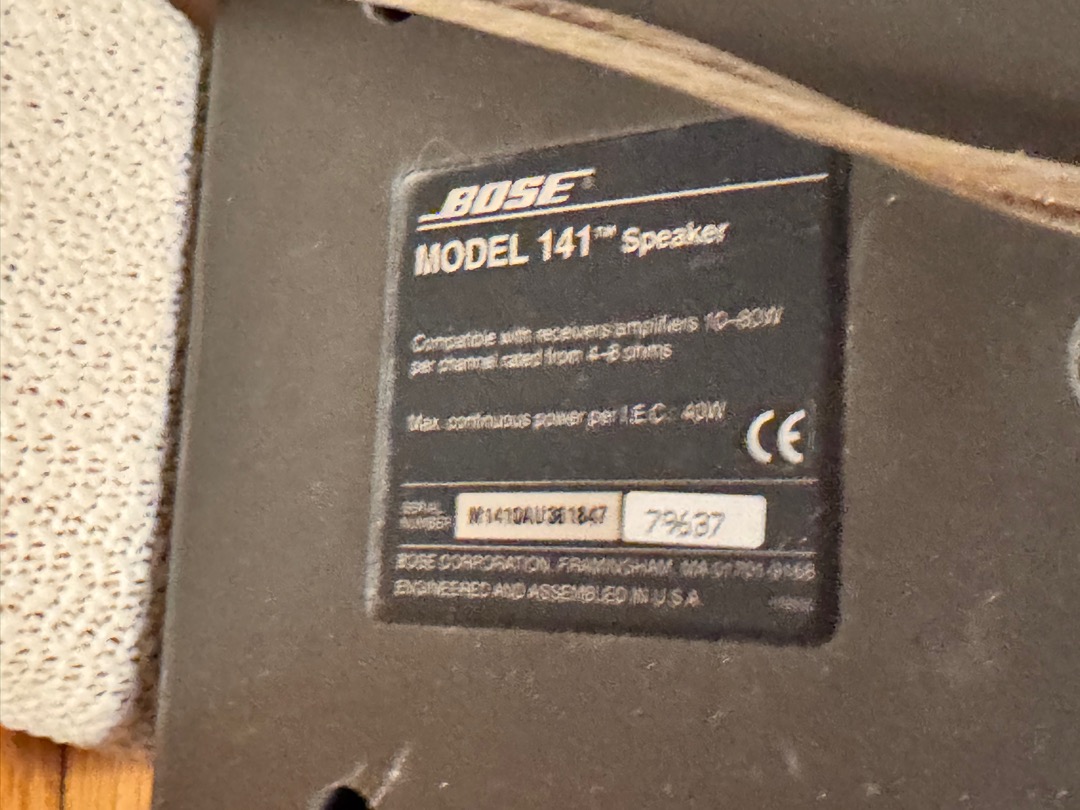 BOSE®
MODEL 141™ Speaker
Compatible with receivers amplifiers 10–80W
per channel rated from 4–8 ohms
Max. continuous power per I.E.C.: 40W
CE
SERIAL
NUMBER
79637
BOSE CORPORATION, FRAMINGHAM, MA
ENGINEERED AND ASSEMBLED IN U.S.A.